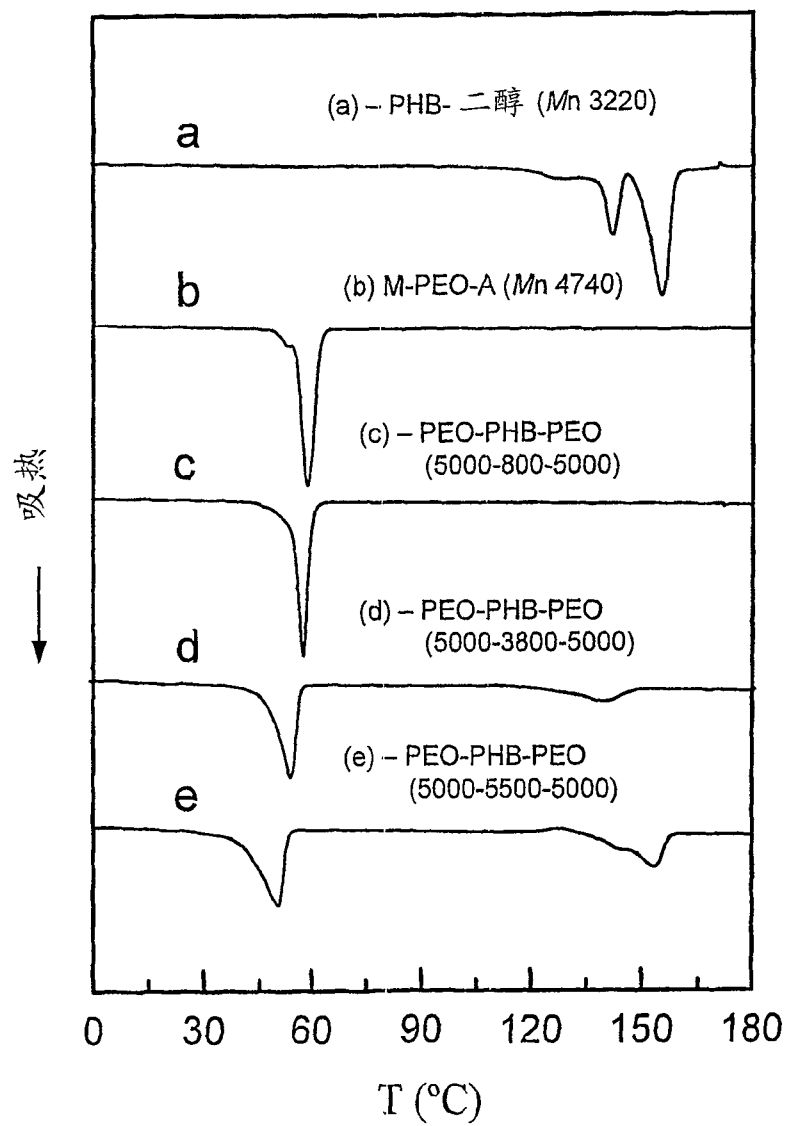 (a) – PHB- 二醇 (Mn 3220)
a
b
(b) M-PEO-A (Mn 4740)
(c) – PEO-PHB-PEO
(5000-800-5000)
c
吸热
(d) – PEO-PHB-PEO
(5000-3800-5000)
d
(e) – PEO-PHB-PEO
(5000-5500-5000)
e
0 30 60 90 120 150 180
T (ºC)